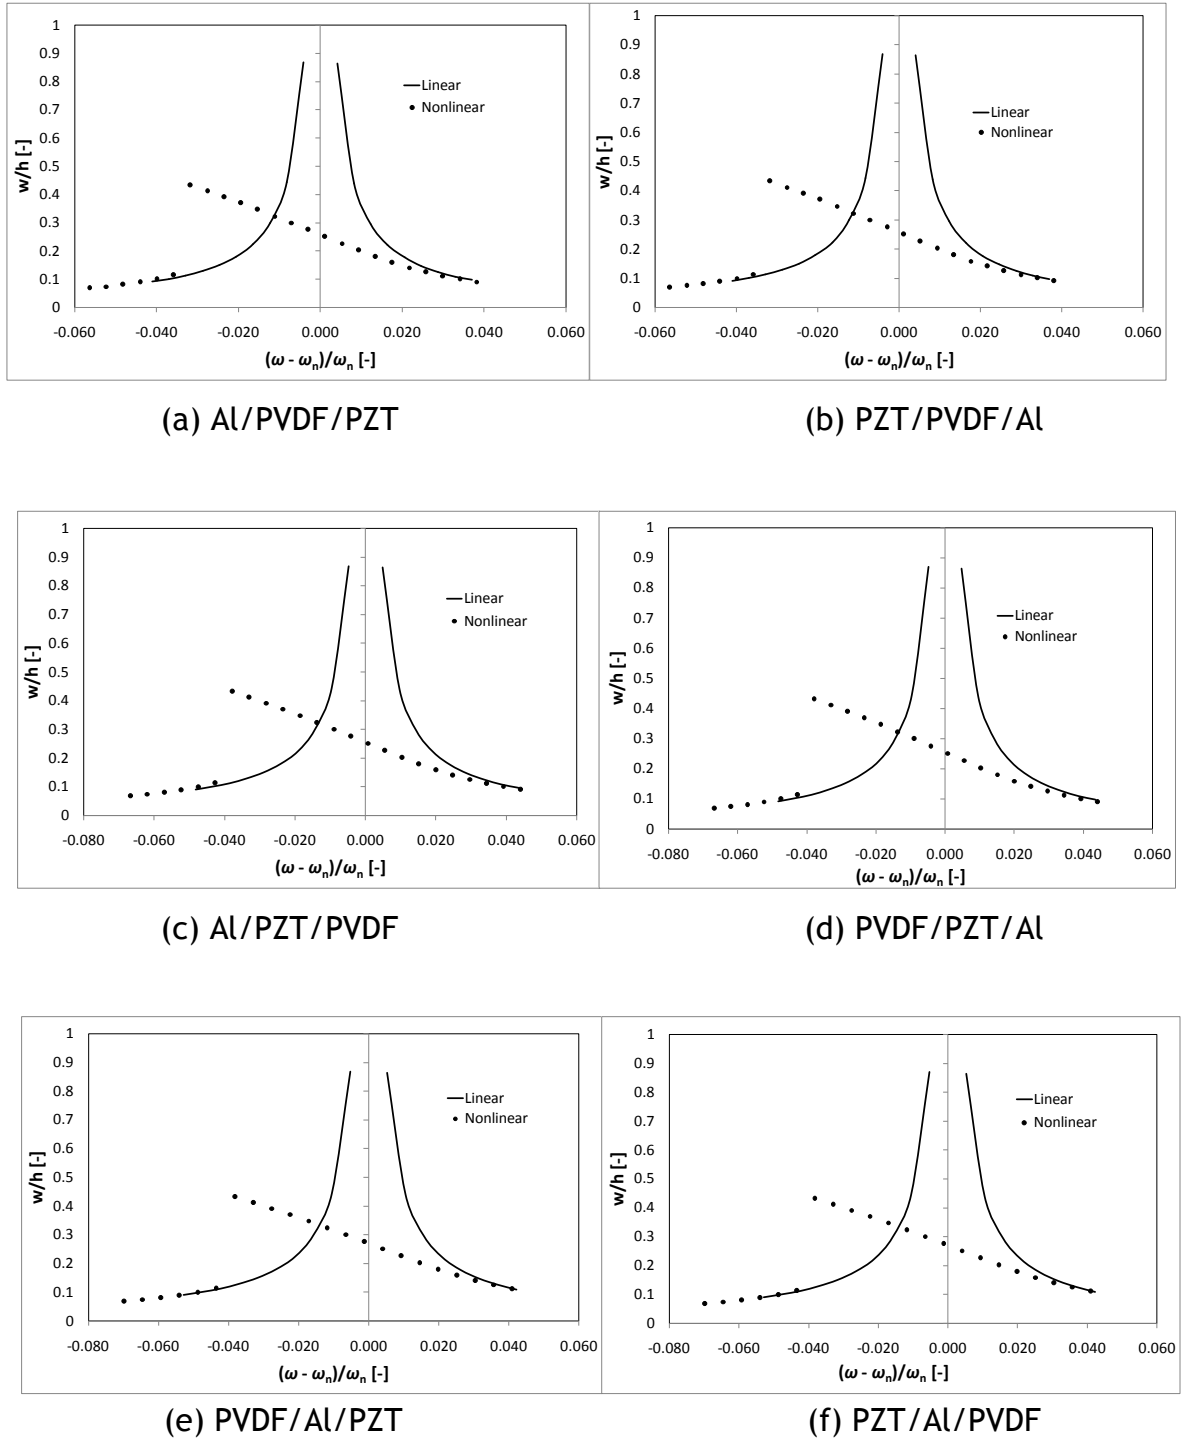 1
0.9
0.8
0.7
0.6
0.5
0.4
0.3
0.2
0.1
0
w/h [-]
Linear
Nonlinear
-0.060 -0.040 -0.020 0.000 0.020 0.040 0.060
(ω - ωn)/ωn [-]
(a) Al/PVDF/PZT
1
0.9
0.8
0.7
0.6
0.5
0.4
0.3
0.2
0.1
0
w/h [-]
Linear
Nonlinear
-0.060 -0.040 -0.020 0.000 0.020 0.040 0.060
(ω - ωn)/ωn [-]
(b) PZT/PVDF/Al
1
0.9
0.8
0.7
0.6
0.5
0.4
0.3
0.2
0.1
0
w/h [-]
Linear
Nonlinear
-0.080 -0.060 -0.040 -0.020 0.000 0.020 0.040 0.060
(ω - ωn)/ωn [-]
(c) Al/PZT/PVDF
1
0.9
0.8
0.7
0.6
0.5
0.4
0.3
0.2
0.1
0
w/h [-]
Linear
Nonlinear
-0.080 -0.060 -0.040 -0.020 0.000 0.020 0.040 0.060
(ω - ωn)/ωn [-]
(d) PVDF/PZT/Al
1
0.9
0.8
0.7
0.6
0.5
0.4
0.3
0.2
0.1
0
w/h [-]
Linear
Nonlinear
-0.080 -0.060 -0.040 -0.020 0.000 0.020 0.040 0.060
(ω - ωn)/ωn [-]
(e) PVDF/Al/PZT
1
0.9
0.8
0.7
0.6
0.5
0.4
0.3
0.2
0.1
0
w/h [-]
Linear
Nonlinear
-0.080 -0.060 -0.040 -0.020 0.000 0.020 0.040 0.060
(ω - ωn)/ωn [-]
(f) PZT/Al/PVDF